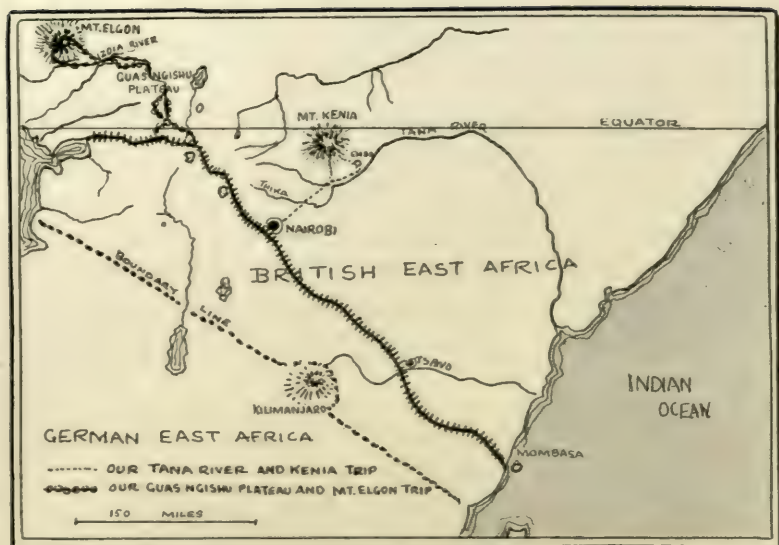 MT. ELGON
NZOIA RIVER
GUAS NGISHU
PLATEAU
MT. KENIA
EMBO
TANA RIVER
EQUATOR
THIKA
NAIROBI
BRITISH EAST AFRICA
BOUNDARY LINE
TSAVO
KILIMANJARO
INDIAN
OCEAN
GERMAN EAST AFRICA
MOMBASA
OUR TANA RIVER AND KENIA TRIP
OUR GUAS NGISHU PLATEAU AND MT. ELGON TRIP
150 MILES